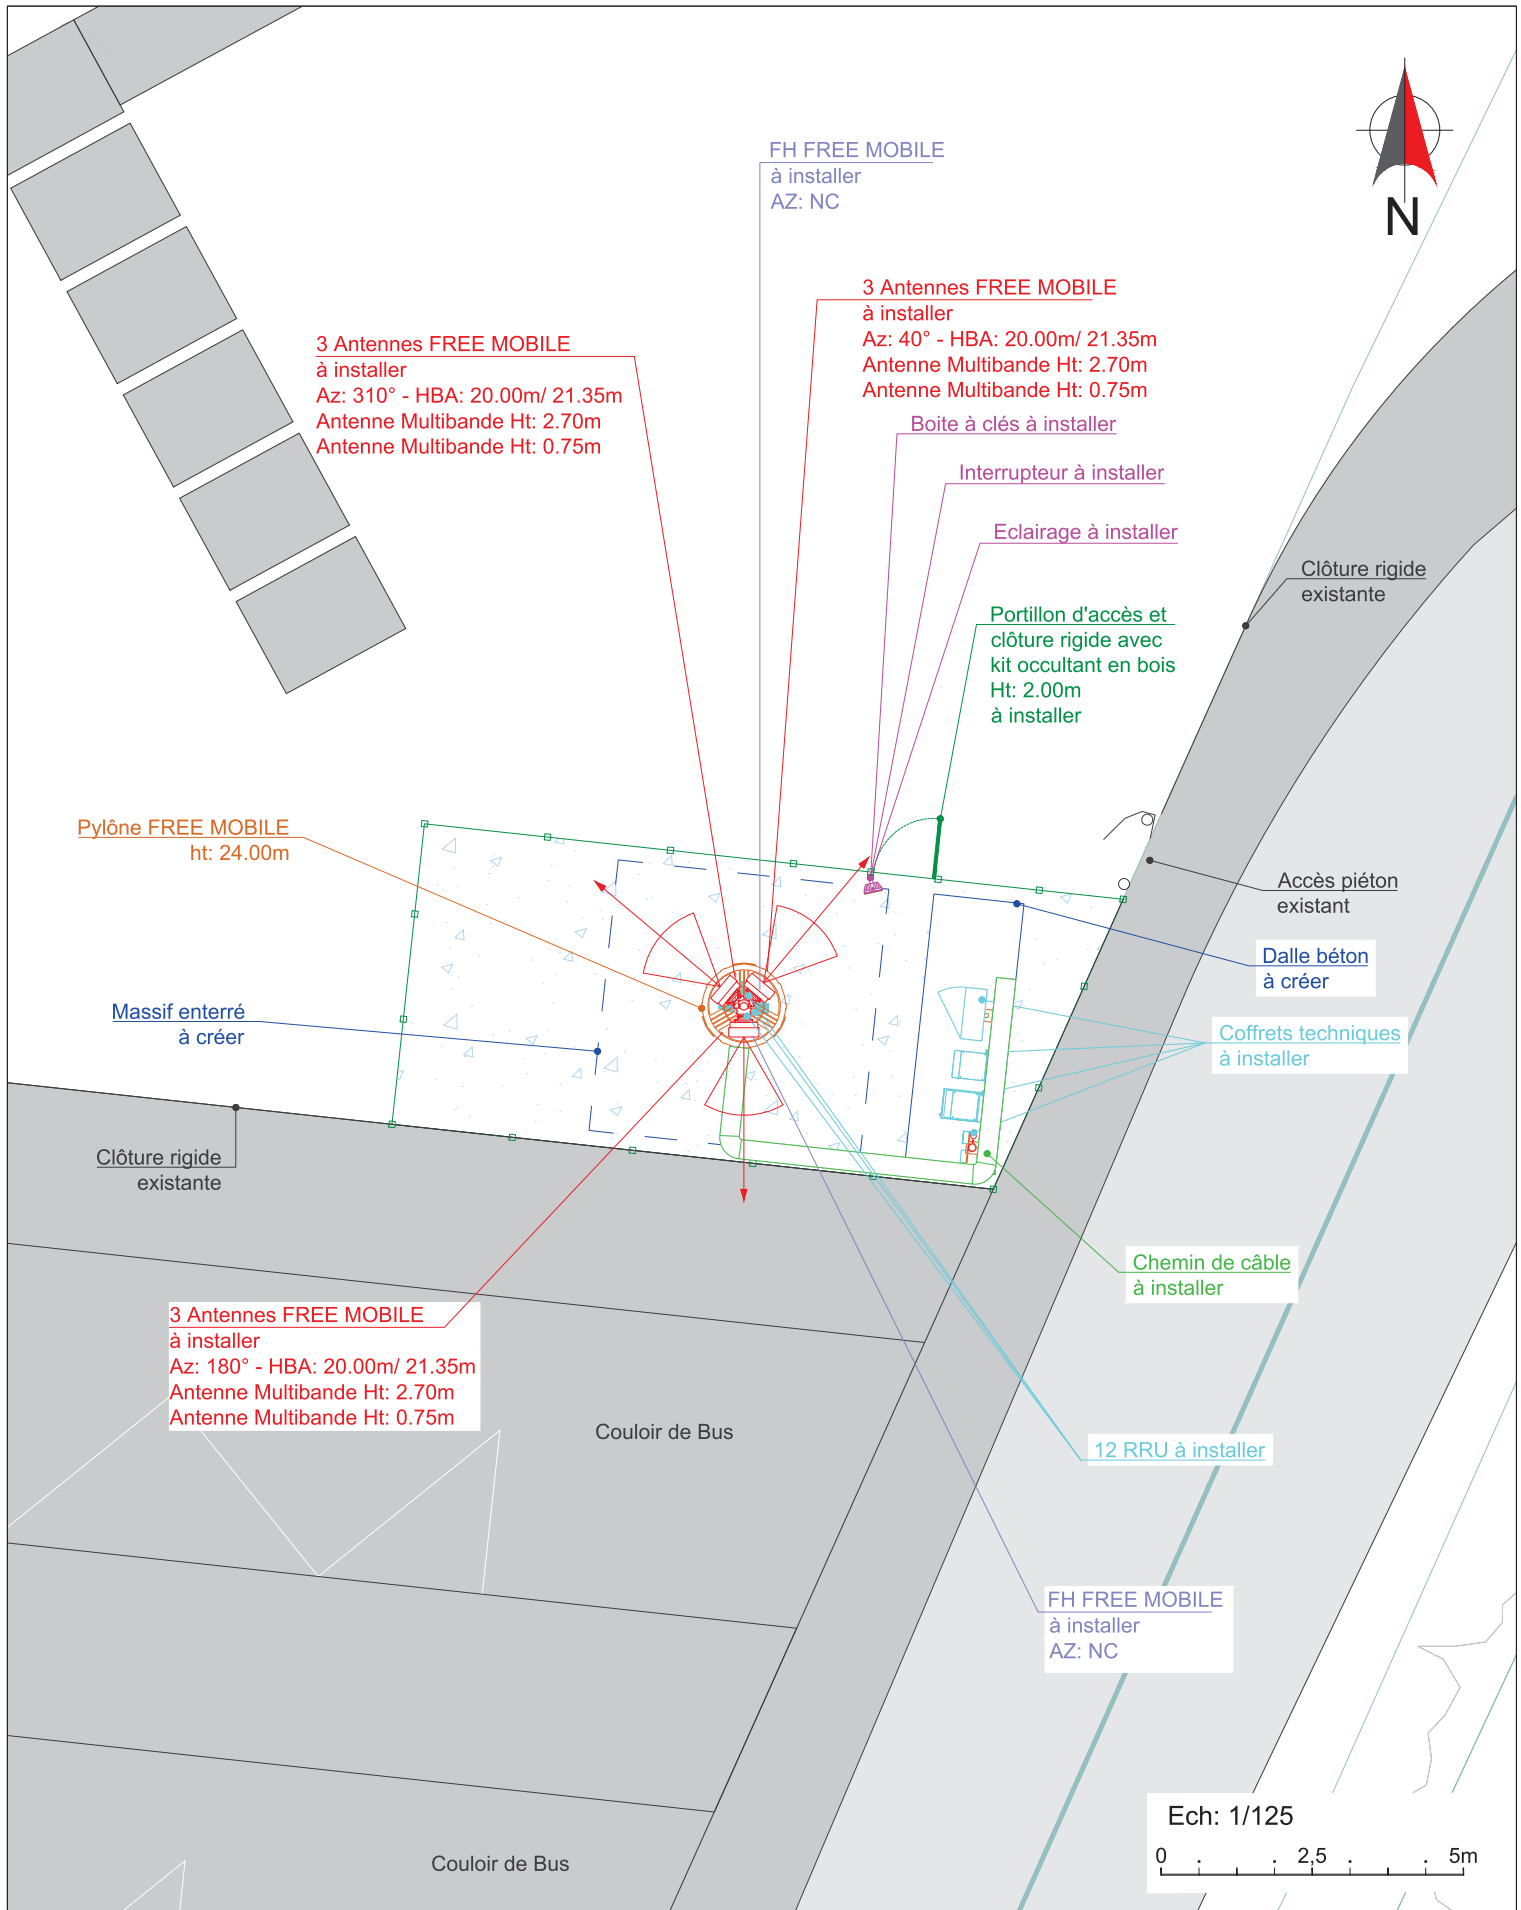 N
FH FREE MOBILE
à installer
AZ: NC
3 Antennes FREE MOBILE
à installer
Az: 40° - HBA: 20.00m/ 21.35m
Antenne Multibande Ht: 2.70m
Antenne Multibande Ht: 0.75m
3 Antennes FREE MOBILE
à installer
Az: 310° - HBA: 20.00m/ 21.35m
Antenne Multibande Ht: 2.70m
Antenne Multibande Ht: 0.75m
Boite à clés à installer
Interrupteur à installer
Eclairage à installer
Clôture rigide
existante
Portillon d'accès et
clôture rigide avec
kit occultant en bois
Ht: 2.00m
à installer
Pylône FREE MOBILE
ht: 24.00m
Accès piéton
existant
Dalle béton
à créer
Massif enterré
à créer
Coffrets techniques
à installer
Clôture rigide
existante
Chemin de câble
à installer
3 Antennes FREE MOBILE
à installer
Az: 180° - HBA: 20.00m/ 21.35m
Antenne Multibande Ht: 2.70m
Antenne Multibande Ht: 0.75m
Couloir de Bus
12 RRU à installer
FH FREE MOBILE
à installer
AZ: NC
Ech: 1/125
0 2,5 5m
Couloir de Bus